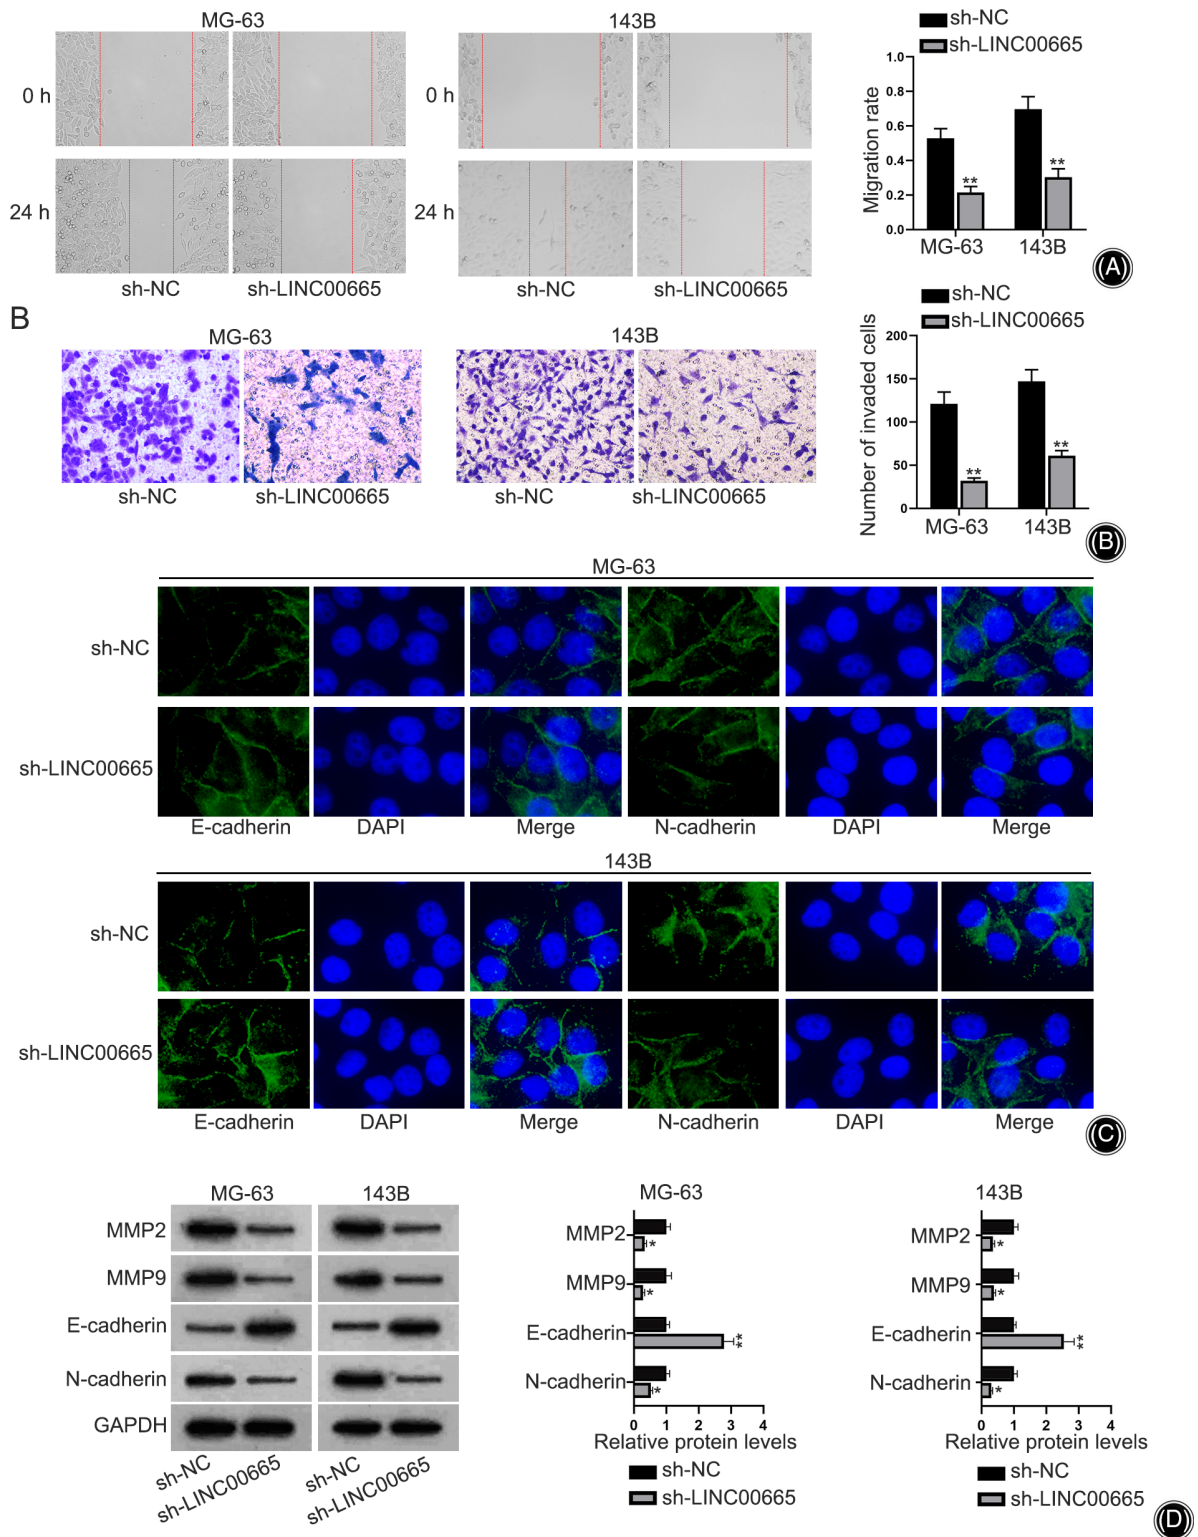 MG-63 143B
sh-NC
sh-LINC00665
0 h 0 h
24 h 24 h
sh-NC sh-LINC00665 sh-NC sh-LINC00665
Migration rate
1.0
0.8
0.6
0.4
0.2
0.0
** **
MG-63 143B
(A)
B
MG-63 143B
sh-NC
sh-LINC00665
sh-NC sh-LINC00665 sh-NC sh-LINC00665
Number of invaded cells
200
150
100
50
0
** **
MG-63 143B
(B)
MG-63
sh-NC
sh-LINC00665
E-cadherin DAPI Merge N-cadherin DAPI Merge
143B
sh-NC
sh-LINC00665
E-cadherin DAPI Merge N-cadherin DAPI Merge
(C)
MG-63 143B
MMP2
MMP9
E-cadherin
N-cadherin
GAPDH
sh-NC sh-LINC00665 sh-NC sh-LINC00665
MG-63
MMP2 *
MMP9 *
E-cadherin **
N-cadherin *
0 1 2 3 4
Relative protein levels
sh-NC
sh-LINC00665
143B
MMP2 *
MMP9 *
E-cadherin **
N-cadherin *
0 1 2 3 4
Relative protein levels
sh-NC
sh-LINC00665
(D)